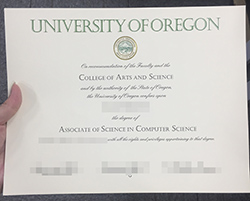 UNIVERSITY OF OREGON
On recommendation of the Faculty and the
COLLEGE OF ARTS AND SCIENCE
and by the authority of the State of Oregon,
the University of Oregon confers upon
the degree of
ASSOCIATE OF SCIENCE IN COMPUTER SCIENCE
with all the rights and privileges appertaining to that degree